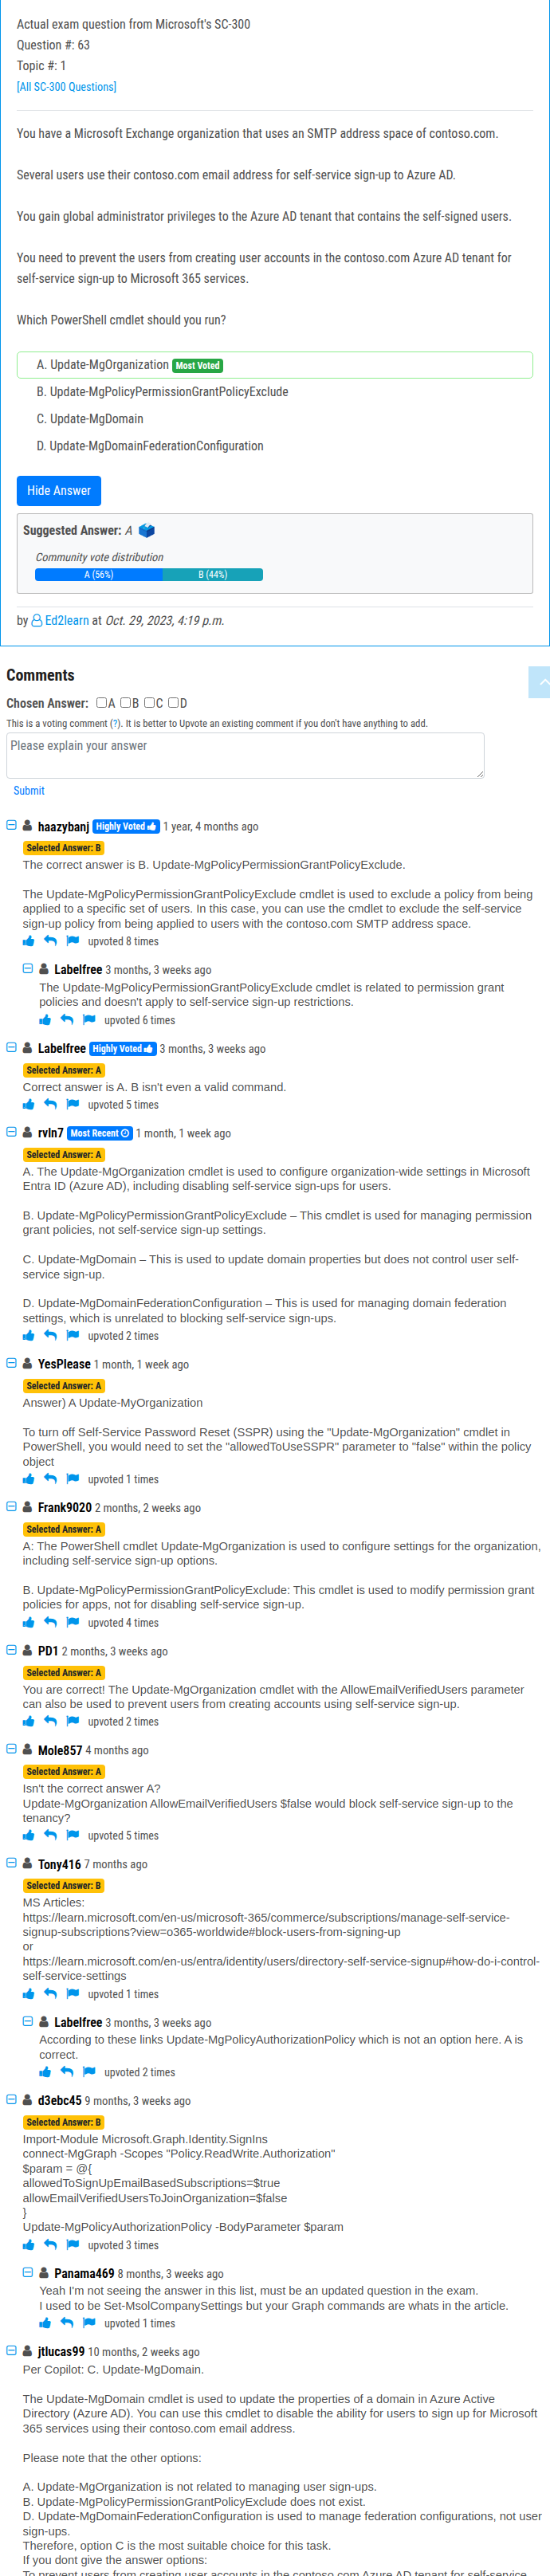 Actual exam question from Microsoft's SC-300
Question #: 63
Topic #: 1
[All SC-300 Questions]
You have a Microsoft Exchange organization that uses an SMTP address space of contoso.com.
Several users use their contoso.com email address for self-service sign-up to Azure AD.
You gain global administrator privileges to the Azure AD tenant that contains the self-signed users.
You need to prevent the users from creating user accounts in the contoso.com Azure AD tenant for
self-service sign-up to Microsoft 365 services.
Which PowerShell cmdlet should you run?
A. Update-MgOrganization Most Voted
B. Update-MgPolicyPermissionGrantPolicyExclude
C. Update-MgDomain
D. Update-MgDomainFederationConfiguration
Hide Answer
Suggested Answer: A
Community vote distribution
A (56%) B (44%)
by Ed2learn at Oct. 29, 2023, 4:19 p.m.
Comments
Chosen Answer: A B C D
This is a voting comment (?). It is better to Upvote an existing comment if you don't have anything to add.
Please explain your answer
Submit
haazybanj Highly Voted 1 year, 4 months ago
Selected Answer: B
The correct answer is B. Update-MgPolicyPermissionGrantPolicyExclude.
The Update-MgPolicyPermissionGrantPolicyExclude cmdlet is used to exclude a policy from being
applied to a specific set of users. In this case, you can use the cmdlet to exclude the self-service
sign-up policy from being applied to users with the contoso.com SMTP address space.
upvoted 8 times
Labelfree 3 months, 3 weeks ago
The Update-MgPolicyPermissionGrantPolicyExclude cmdlet is related to permission grant
policies and doesn't apply to self-service sign-up restrictions.
upvoted 6 times
Labelfree Highly Voted 3 months, 3 weeks ago
Selected Answer: A
Correct answer is A. B isn't even a valid command.
upvoted 5 times
rvln7 Most Recent 1 month, 1 week ago
Selected Answer: A
A. The Update-MgOrganization cmdlet is used to configure organization-wide settings in Microsoft
Entra ID (Azure AD), including disabling self-service sign-ups for users.
B. Update-MgPolicyPermissionGrantPolicyExclude – This cmdlet is used for managing permission
grant policies, not self-service sign-up settings.
C. Update-MgDomain – This is used to update domain properties but does not control user self-
service sign-up.
D. Update-MgDomainFederationConfiguration – This is used for managing domain federation
settings, which is unrelated to blocking self-service sign-ups.
upvoted 2 times
YesPlease 1 month, 1 week ago
Selected Answer: A
Answer) A Update-MyOrganization
To turn off Self-Service Password Reset (SSPR) using the "Update-MgOrganization" cmdlet in
PowerShell, you would need to set the "allowedToUseSSPR" parameter to "false" within the policy
object
upvoted 1 times
Frank9020 2 months, 2 weeks ago
Selected Answer: A
A: The PowerShell cmdlet Update-MgOrganization is used to configure settings for the organization,
including self-service sign-up options.
B. Update-MgPolicyPermissionGrantPolicyExclude: This cmdlet is used to modify permission grant
policies for apps, not for disabling self-service sign-up.
upvoted 4 times
PD1 2 months, 3 weeks ago
Selected Answer: A
You are correct! The Update-MgOrganization cmdlet with the AllowEmailVerifiedUsers parameter
can also be used to prevent users from creating accounts using self-service sign-up.
upvoted 2 times
Mole857 4 months ago
Selected Answer: A
Isn't the correct answer A?
Update-MgOrganization AllowEmailVerifiedUsers $false would block self-service sign-up to the
tenancy?
upvoted 5 times
Tony416 7 months ago
Selected Answer: B
MS Articles:
https://learn.microsoft.com/en-us/microsoft-365/commerce/subscriptions/manage-self-service-
signup-subscriptions?view=o365-worldwide#block-users-from-signing-up
or
https://learn.microsoft.com/en-us/entra/identity/users/directory-self-service-signup#how-do-i-control-
self-service-settings
upvoted 1 times
Labelfree 3 months, 3 weeks ago
According to these links Update-MgPolicyAuthorizationPolicy which is not an option here. A is
correct.
upvoted 2 times
d3ebc45 9 months, 3 weeks ago
Selected Answer: B
Import-Module Microsoft.Graph.Identity.SignIns
connect-MgGraph -Scopes "Policy.ReadWrite.Authorization"
$param = @{
allowedToSignUpEmailBasedSubscriptions=$true
allowEmailVerifiedUsersToJoinOrganization=$false
}
Update-MgPolicyAuthorizationPolicy -BodyParameter $param
upvoted 3 times
Panama469 8 months, 3 weeks ago
Yeah I'm not seeing the answer in this list, must be an updated question in the exam.
I used to be Set-MsolCompanySettings but your Graph commands are whats in the article.
upvoted 1 times
jtlucas99 10 months, 2 weeks ago
Per Copilot: C. Update-MgDomain.
The Update-MgDomain cmdlet is used to update the properties of a domain in Azure Active
Directory (Azure AD). You can use this cmdlet to disable the ability for users to sign up for Microsoft
365 services using their contoso.com email address.
Please note that the other options:
A. Update-MgOrganization is not related to managing user sign-ups.
B. Update-MgPolicyPermissionGrantPolicyExclude does not exist.
D. Update-MgDomainFederationConfiguration is used to manage federation configurations, not user
sign-ups.
Therefore, option C is the most suitable choice for this task.
If you dont give the answer options:
To prevent users from creating user accounts in the contoso.com Azure AD tenant for self-service